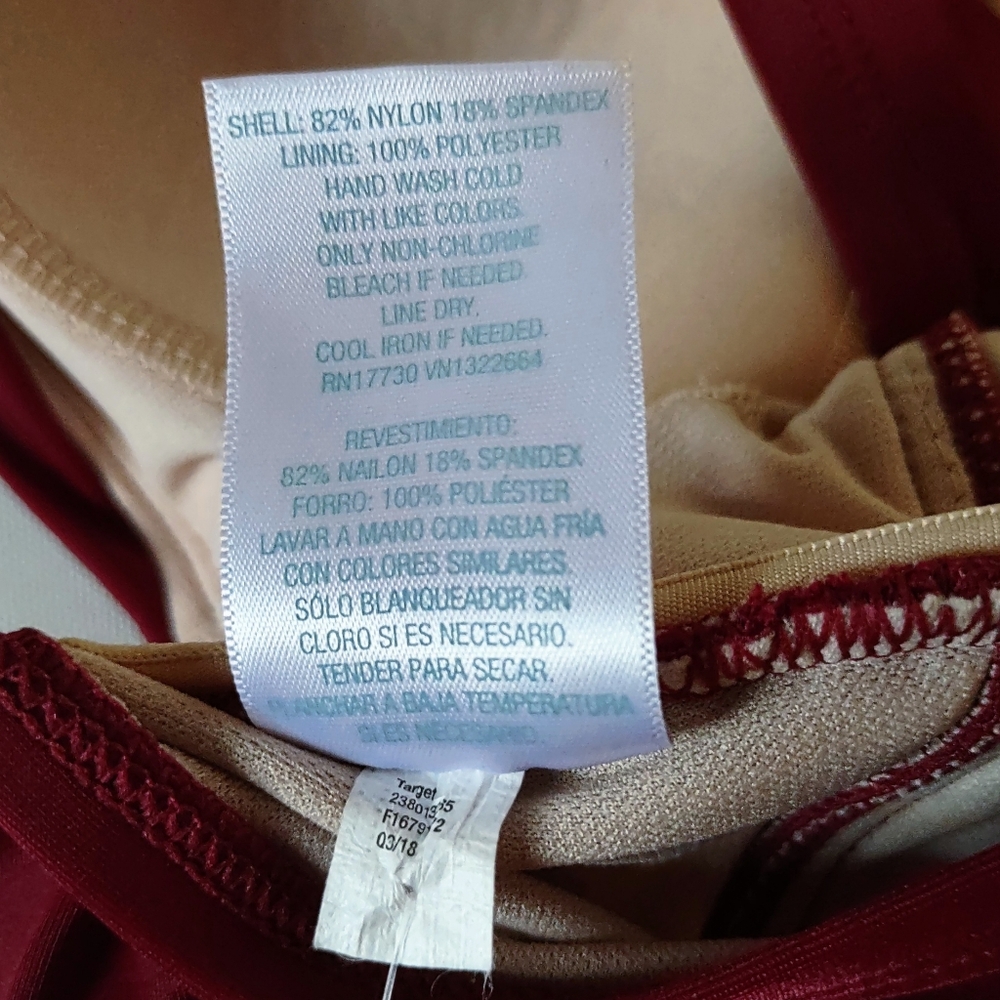 SHELL: 82% NYLON 18% SPANDEX
LINING: 100% POLYESTER
HAND WASH COLD
WITH LIKE COLORS.
ONLY NON-CHLORINE
BLEACH IF NEEDED
LINE DRY.
COOL IRON IF NEEDED.
RN17730 VN1322664
REVESTIMIENTO:
82% NAILON 18% SPANDEX
FORRO: 100% POLIÉSTER
LAVAR A MANO CON AGUA FRÍA
CON COLORES SIMILARES.
SÓLO BLANQUEADOR SIN
CLORO SI ES NECESARIO.
TENDER PARA SECAR.
PLANCHAR A BAJA TEMPERATURA
SI ES NECESARIO.
Target
Q3/18